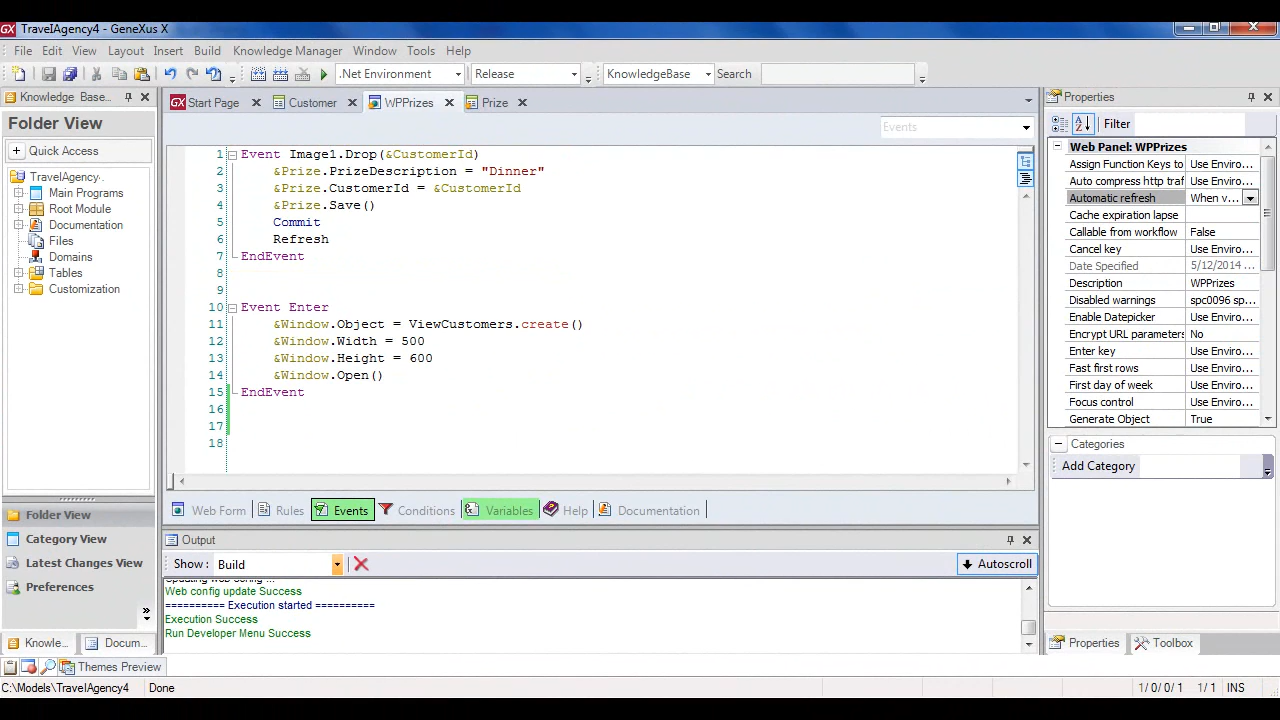 TravelAgency4 - GeneXus X
File Edit View Layout Insert Build Knowledge Manager Window Tools Help
.Net Environment Release KnowledgeBase Search
Knowledge Base...
Start Page Customer WPPrizes Prize
Properties
Folder View
Events
Filter
Quick Access
Web Panel: WPPrizes
1 Event Image1.Drop(&CustomerId)
2 &Prize.PrizeDescription = "Dinner"
3 &Prize.CustomerId = &CustomerId
4 &Prize.Save()
5 Commit
6 Refresh
7 EndEvent
8
9
10 Event Enter
11 &Window.Object = ViewCustomers.create()
12 &Window.Width = 500
13 &Window.Height = 600
14 &Window.Open()
15 EndEvent
16
17
18
TravelAgency.
Main Programs
Root Module
Documentation
Files
Domains
Tables
Customization
Assign Function Keys to Use Enviro...
Auto compress http traf Use Enviro...
Automatic refresh When v...
Cache expiration lapse
Callable from workflow False
Cancel key Use Enviro...
Date Specified 5/12/2014 ...
Description WPPrizes
Disabled warnings spc0096 sp...
Enable Datepicker Use Enviro...
Encrypt URL parameters No
Enter key Use Enviro...
Fast first rows Use Enviro...
First day of week Use Enviro...
Focus control Use Enviro...
Generate Object True
Categories
Add Category
Web Form Rules Events Conditions Variables Help Documentation
Folder View
Category View
Latest Changes View
Preferences
Output
Show: Build Autoscroll
Updating web config ...
Web config update Success
========== Execution started ==========
Execution Success
Run Developer Menu Success
Knowle... Docum...
Properties Toolbox
Themes Preview
C:\Models\TravelAgency4 Done 1/ 0/ 0/ 1 1/ 1 INS